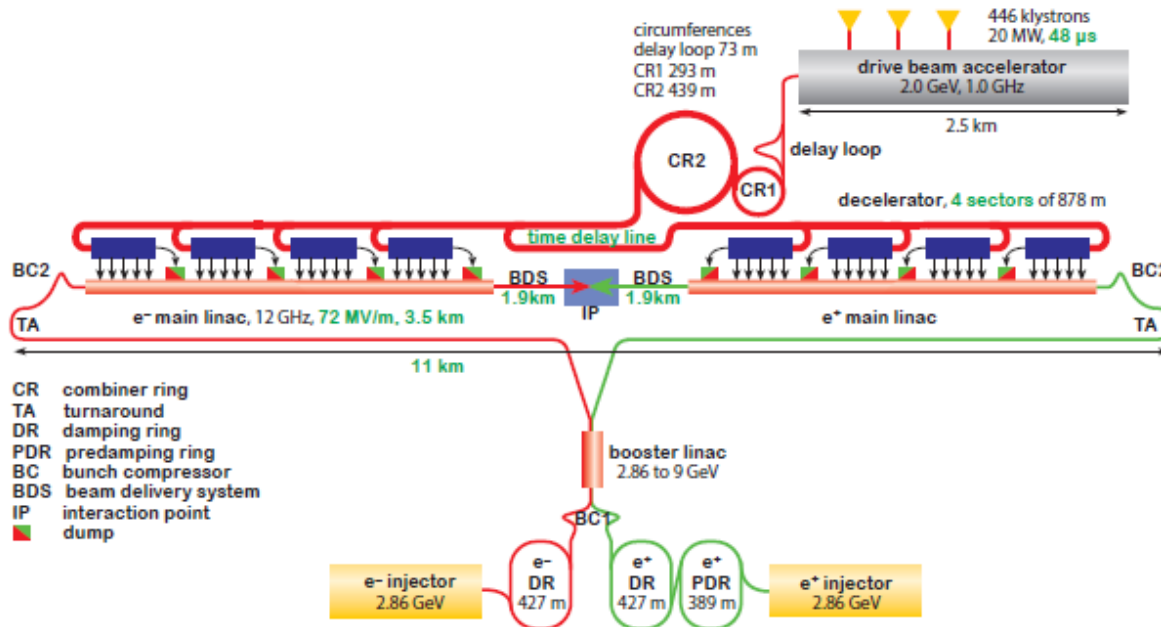 circumferences
delay loop 73 m
CR1 293 m
CR2 439 m
446 klystrons
20 MW, 48 µs
drive beam accelerator
2.0 GeV, 1.0 GHz
2.5 km
delay loop
CR2
CR1
decelerator, 4 sectors of 878 m
time delay line
BC2
BDS
1.9km
BDS
1.9km
IP
BC2
TA
e– main linac, 12 GHz, 72 MV/m, 3.5 km
e+ main linac
TA
11 km
CR combiner ring
TA turnaround
DR damping ring
PDR predamping ring
BC bunch compressor
BDS beam delivery system
IP interaction point
dump
booster linac
2.86 to 9 GeV
BC1
e– injector
2.86 GeV
e–
DR
427 m
e+
DR
427 m
e+
PDR
389 m
e+ injector
2.86 GeV